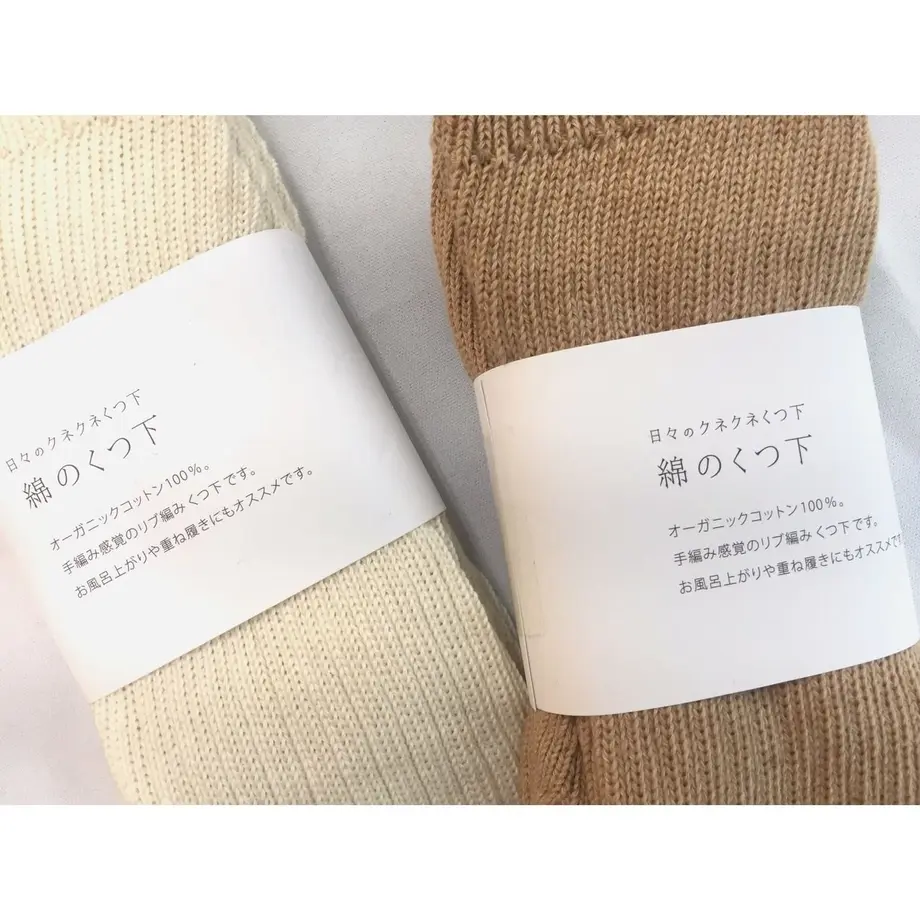 日々のクネクネくつ下
綿のくつ下
オーガニックコットン100%。
手編み感覚のリブ編みくつ下です。
お風呂上がりや重ね履きにもオススメです。
日々のクネクネくつ下
綿のくつ下
オーガニックコットン100%。
手編み感覚のリブ編みくつ下です。
お風呂上がりや重ね履きにもオススメで